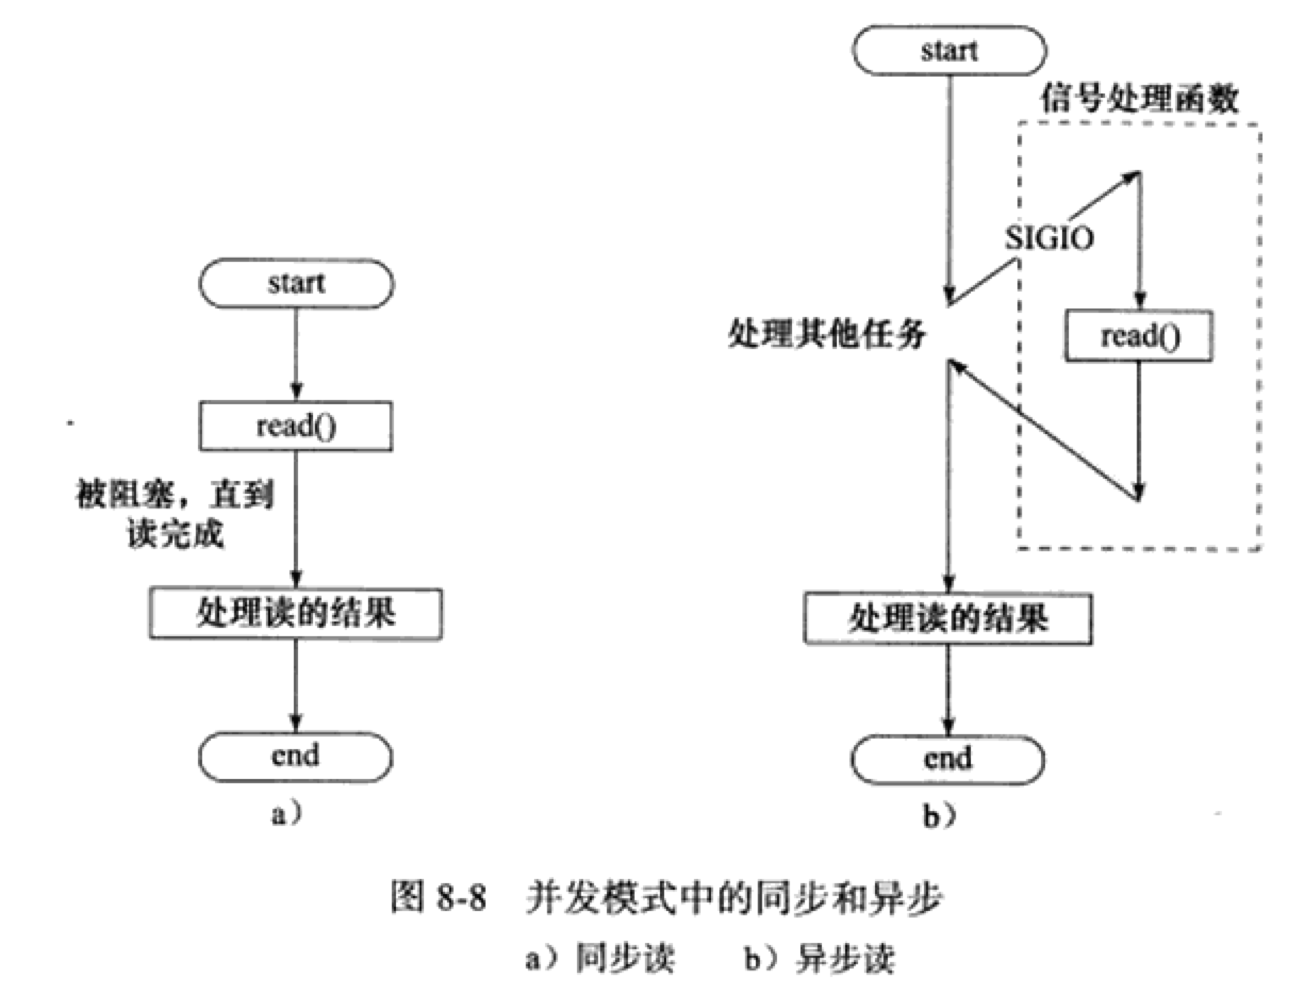 start
read()
被阻塞，直到
读完成
处理读的结果
end
a）
start
信号处理函数
SIGIO
处理其他任务
read()
处理读的结果
end
b）
图 8-8 并发模式中的同步和异步
a）同步读 b）异步读